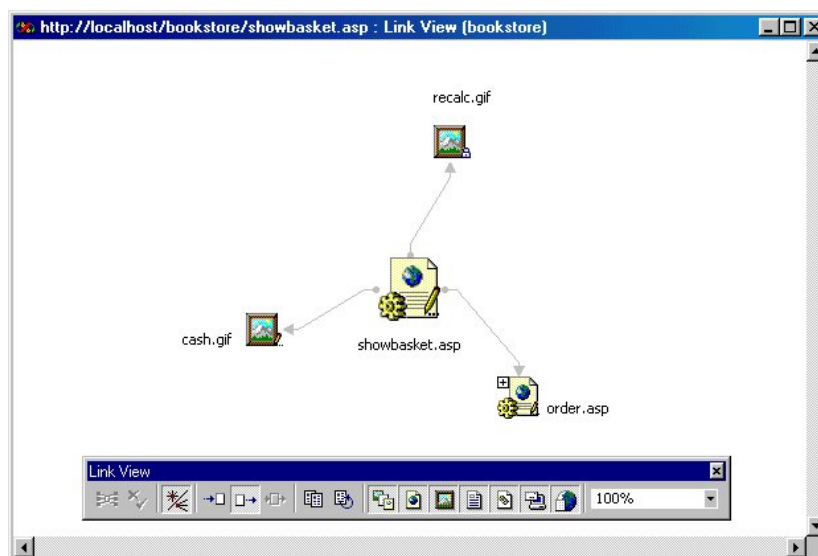 http://localhost/bookstore/showbasket.asp : Link View (bookstore)
recalc.gif
cash.gif
showbasket.asp
order.asp
Link View
100%